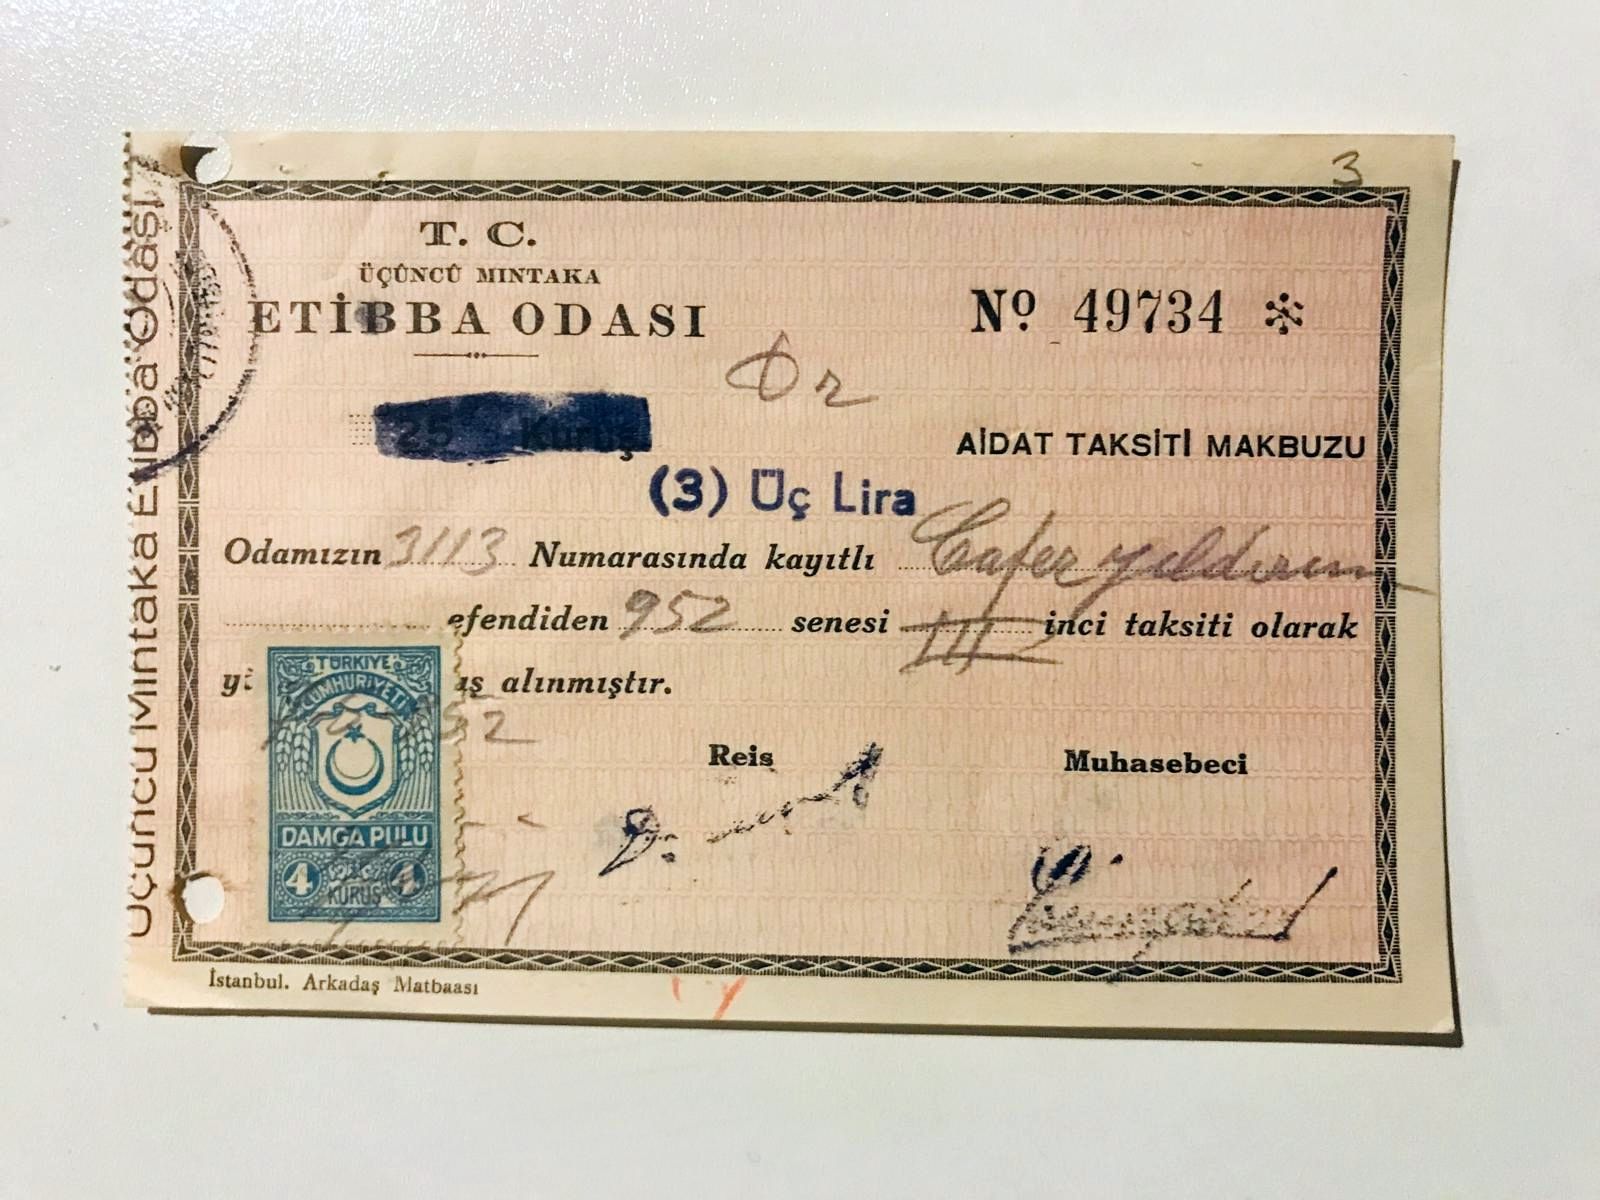 3
T. C.
ÜÇÜNCÜ MINTAKA
ETİBBA ODASI
Nº 49734
Dr
25 Kuruş
AİDAT TAKSİTİ MAKBUZU
(3) Üç Lira
Odamızın 3113 Numarasında kayıtlı Cafer Yıldırım
efendiden 952 senesi III inci taksiti olarak
alınmıştır.
TÜRKİYE
CUMHURİYETİ
DAMGA PULU
4 KURUŞ 4
Reis
Muhasebeci
İstanbul. Arkadaş Matbaası
Üçüncü Mıntaka Etibba Odası